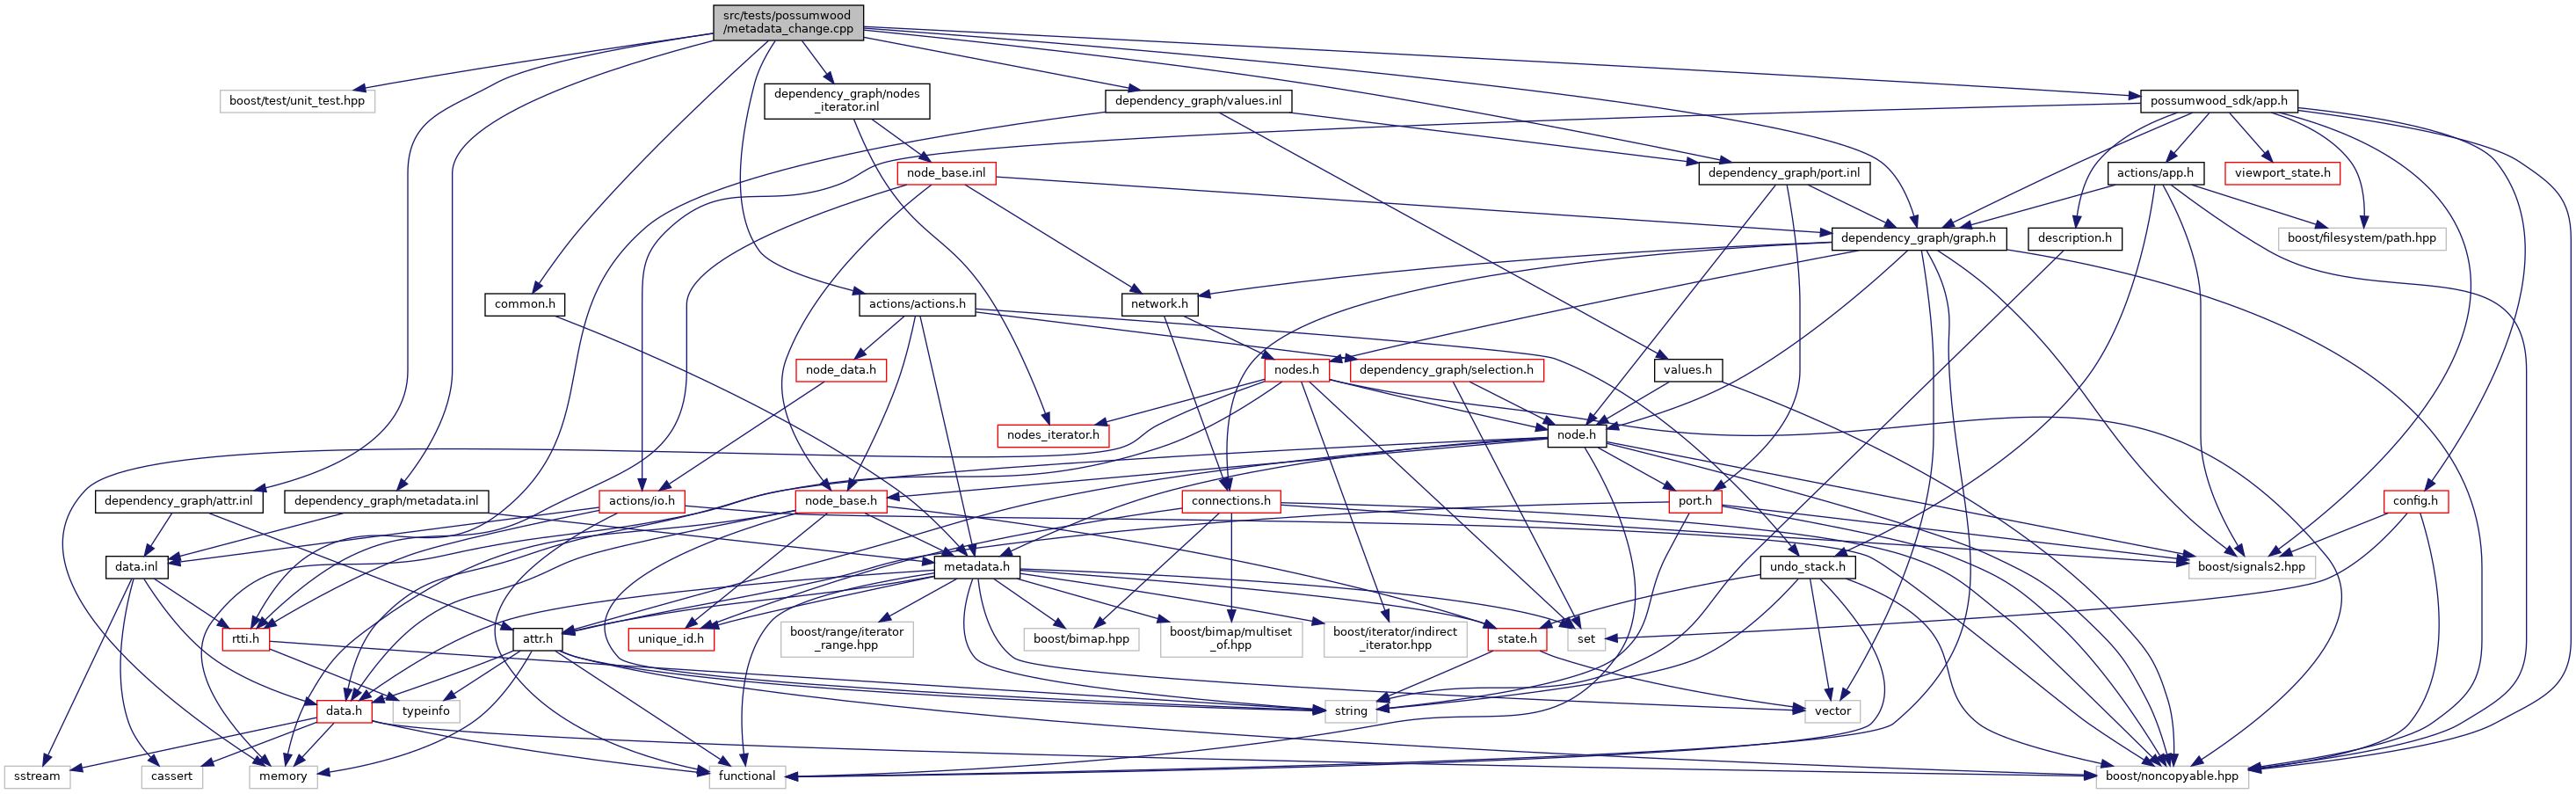 src/tests/possumwood
/metadata_change.cpp
boost/test/unit_test.hpp
dependency_graph/nodes
_iterator.inl
dependency_graph/values.inl
possumwood_sdk/app.h
node_base.inl
dependency_graph/port.inl
actions/app.h
viewport_state.h
dependency_graph/graph.h
description.h
boost/filesystem/path.hpp
common.h
actions/actions.h
network.h
node_data.h
nodes.h
dependency_graph/selection.h
values.h
nodes_iterator.h
node.h
dependency_graph/attr.inl
dependency_graph/metadata.inl
actions/io.h
node_base.h
connections.h
port.h
config.h
data.inl
metadata.h
undo_stack.h
boost/signals2.hpp
rtti.h
attr.h
unique_id.h
boost/range/iterator
_range.hpp
boost/bimap.hpp
boost/bimap/multiset
_of.hpp
boost/iterator/indirect
_iterator.hpp
state.h
set
data.h
typeinfo
string
vector
sstream
cassert
memory
functional
boost/noncopyable.hpp